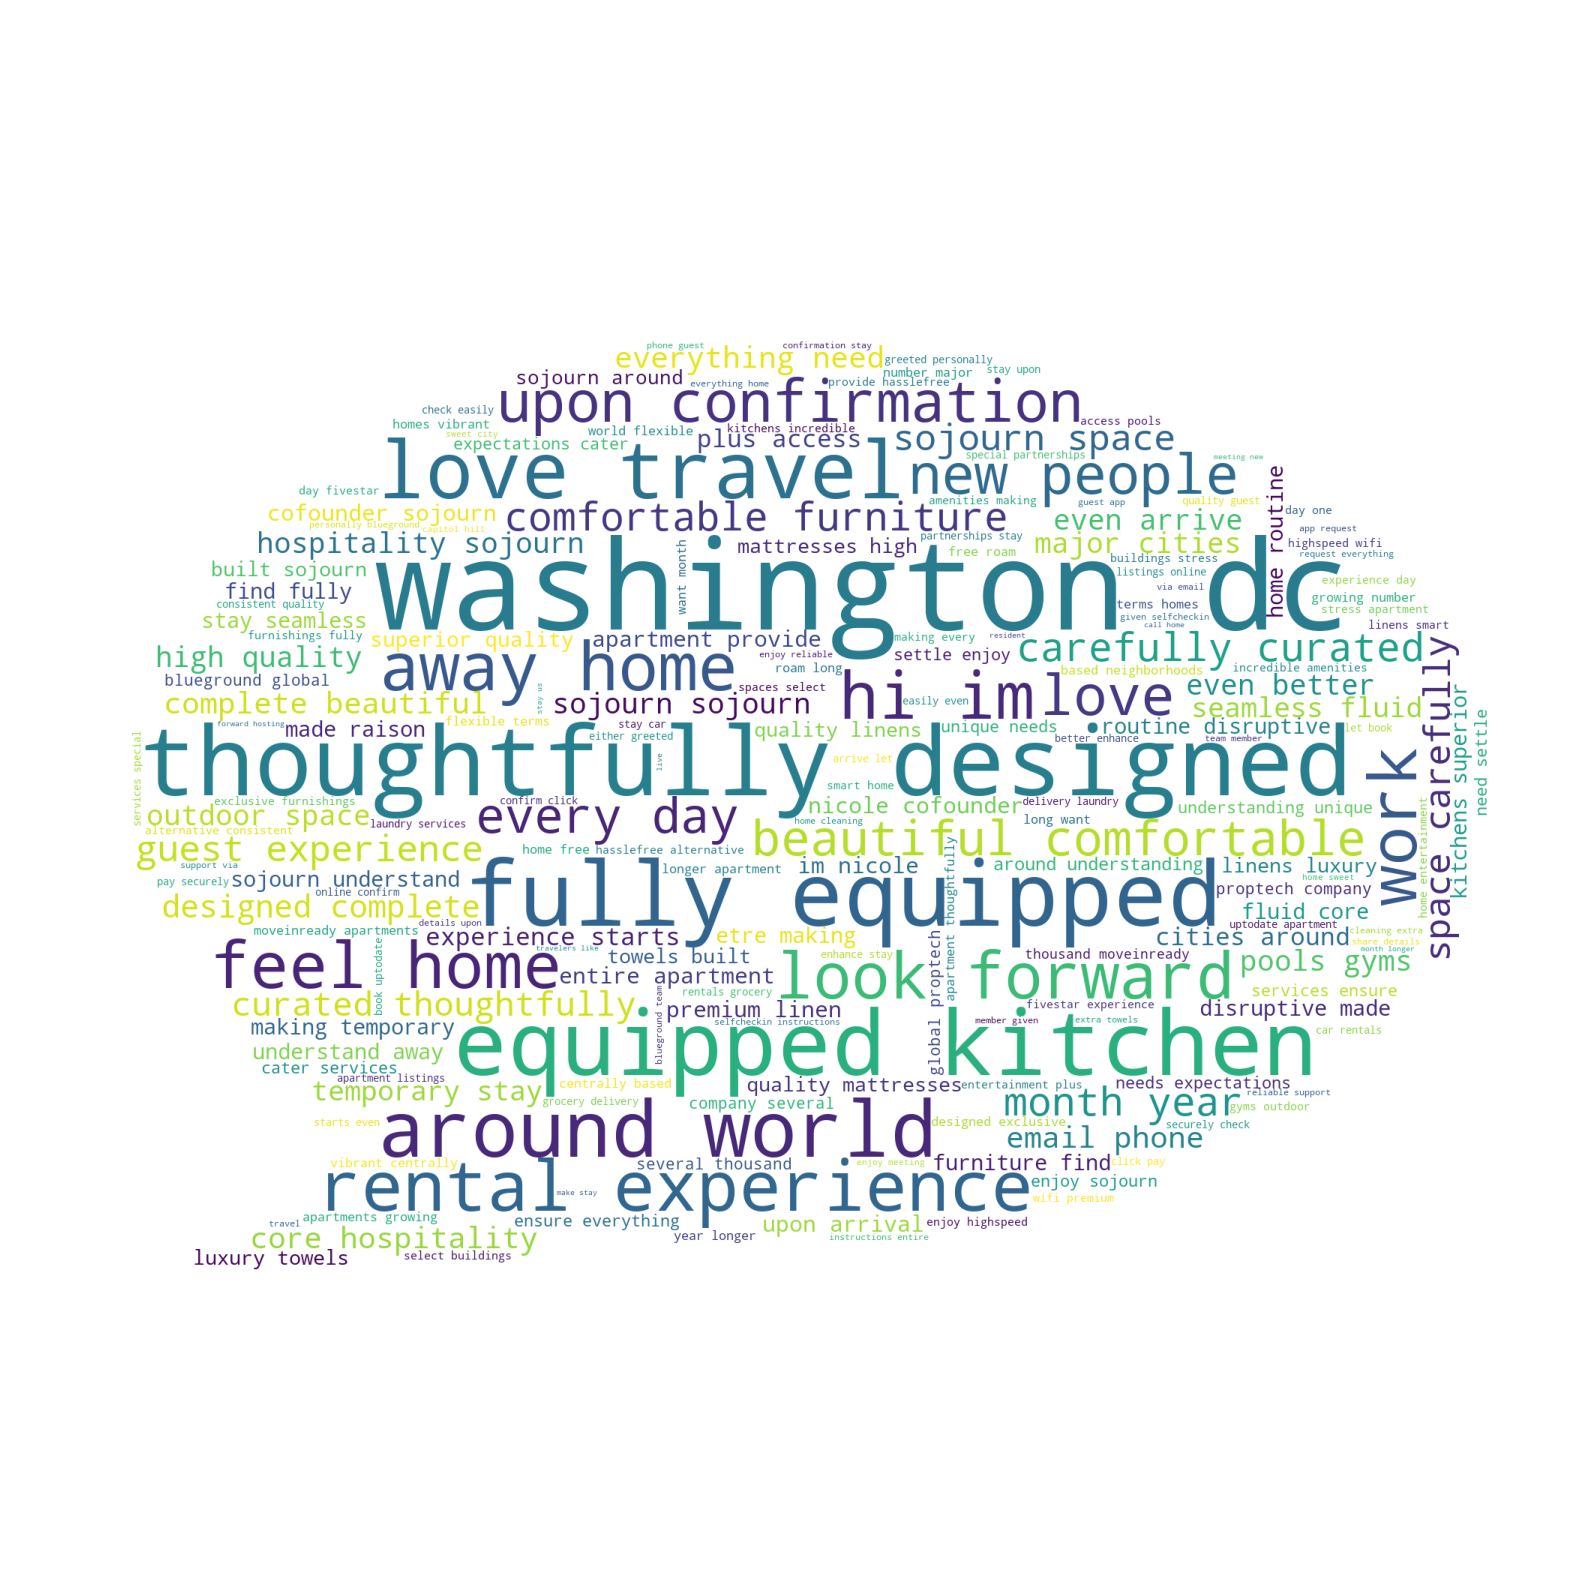 phone guest
confirmation stay
everything need
greeted personally
sojourn around
everything home
provide hasslefree
number major
stay upon
upon confirmation
check easily
homes vibrant
sweet city
expectations cater
world flexible
plus access
kitchens incredible
sojourn space
access pools
love travel
new people
special partnerships
meeting new
day fivestar
cofounder sojourn
personally blueground
capitol hill
comfortable furniture
amenities making
guest app
quality guest
even arrive
day one
home routine
hospitality sojourn
mattresses high
partnerships stay
free roam
major cities
app request
highspeed wifi
request everything
built sojourn
find fully
consistent quality
stay seamless
furnishings fully
washington dc
want month
buildings stress
listings online
via email
terms homes
given selfcheckin
call home
experience day
growing number
stress apartment
linens smart
superior quality
apartment provide
making every
resident
high quality
blueground global
away home
enjoy reliable
roam long
settle enjoy
carefully curated
based neighborhoods
incredible amenities
complete beautiful
stay us
sojourn sojourn
spaces select
hi im
easily even
love
even better
seamless fluid
space carefully
kitchens superior
need settle
forward hosting
made raison
flexible terms
stay car
either greeted
quality linens
unique needs
better enhance
routine disruptive
team member
let book
services special
thoughtfully designed
live
arrive let
smart home
work
exclusive furnishings
outdoor space
alternative consistent
laundry services
confirm click
every day
nicole cofounder
home cleaning
delivery laundry
long want
understanding unique
home entertainment
guest experience
support via
home free
hasslefree alternative
beautiful comfortable
pay securely
sojourn understand
online confirm
longer apartment
im nicole
around understanding
linens luxury
home sweet
proptech company
designed complete
details upon
fully equipped
apartment thoughtfully
fluid core
uptodate apartment
moveinready apartments
experience starts
travelers like
etre making
cities around
cleaning extra
share details
month longer
book uptodate
feel home
towels built
entire apartment
enhance stay
look forward
global proptech
thousand moveinready
pools gyms
curated thoughtfully
rentals grocery
services ensure
blueground team
premium linen
fivestar experience
disruptive made
making temporary
selfcheckin instructions
member given
extra towels
car rentals
understand away
equipped kitchen
cater services
apartment listings
temporary stay
centrally based
quality mattresses
entertainment plus
needs expectations
reliable support
grocery delivery
company several
month year
gyms outdoor
starts even
around world
designed exclusive
email phone
securely check
vibrant centrally
several thousand
enjoy meeting
furniture find
click pay
rental experience
make stay
enjoy sojourn
wifi premium
travel
apartments growing
ensure everything
upon arrival
enjoy highspeed
core hospitality
year longer
instructions entire
luxury towels
select buildings